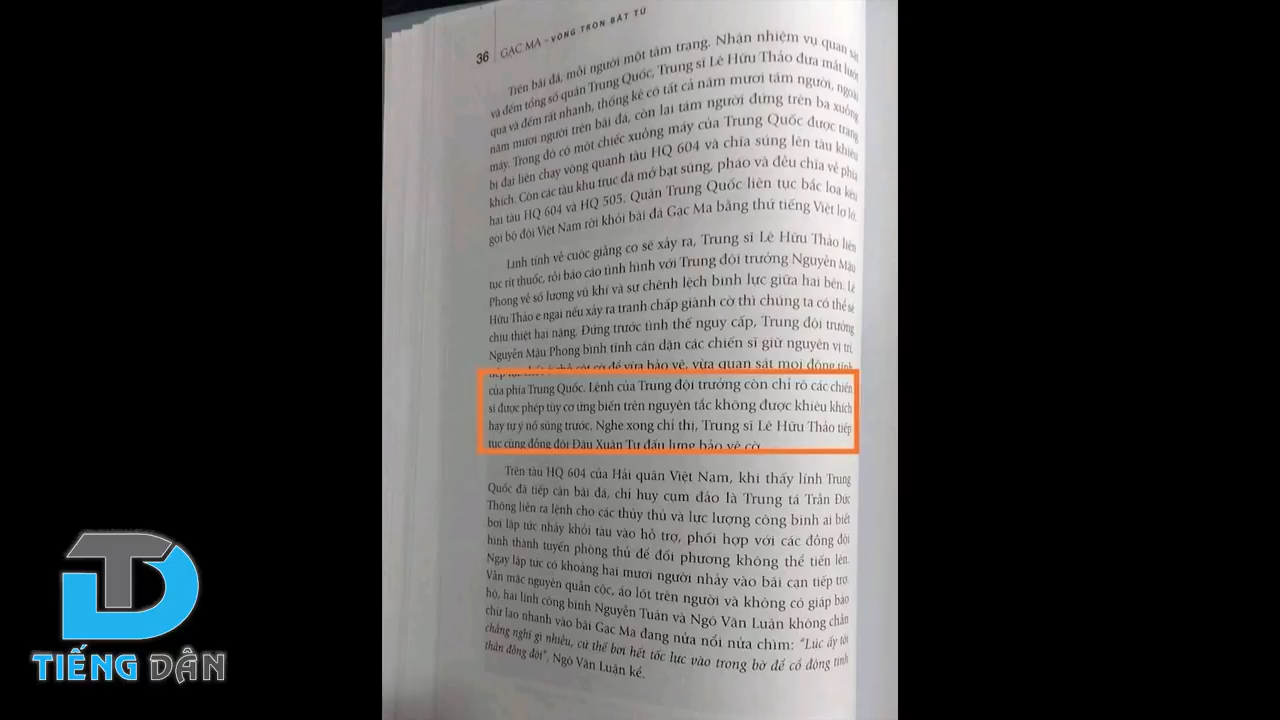 36 GẠC MA - VÒNG TRÒN BẤT TỬ
Trên bãi đá, mỗi người một tâm trạng. Nhận nhiệm vụ quan sát
và đếm tổng số quân Trung Quốc, Trung sĩ Lê Hữu Thảo đưa mắt lướt
qua và đếm rất nhanh, thống kê có tất cả năm mươi tám người, ngoài
năm mươi người trên bãi đá, còn lại tám người đứng trên ba xuồng
máy. Trong đó có một chiếc xuồng máy của Trung Quốc được trang
bị đại liên chạy vòng quanh tàu HQ 604 và chĩa súng lên tàu khiêu
khích. Còn các tàu khu trục đã mở bạt súng, pháo và đều chĩa về phía
hai tàu HQ 604 và HQ 505. Quân Trung Quốc liên tục bắc loa kêu
gọi bộ đội Việt Nam rời khỏi bãi đá Gạc Ma bằng thứ tiếng Việt lơ lớ.
Linh tính về cuộc giằng co sẽ xảy ra, Trung sĩ Lê Hữu Thảo liên
tục rít thuốc, rồi báo cáo tình hình với Trung đội trưởng Nguyễn Mậu
Phong về số lượng vũ khí và sự chênh lệch binh lực giữa hai bên. Lê
Hữu Thảo e ngại nếu xảy ra tranh chấp giành cờ thì chúng ta có thể sẽ
chịu thiệt hại nặng. Đứng trước tình thế nguy cấp, Trung đội trưởng
Nguyễn Mậu Phong bình tĩnh căn dặn các chiến sĩ giữ nguyên vị trí,
cột cờ để vừa bảo vệ, vừa quan sát mọi động tĩnh
của phía Trung Quốc. Lệnh của Trung đội trưởng còn chỉ rõ các chiến
sĩ được phép tùy cơ ứng biến trên nguyên tắc không được khiêu khích
hay tự ý nổ súng trước. Nghe xong chỉ thị, Trung sĩ Lê Hữu Thảo tiếp
tục cùng đồng đội Đậu Xuân Tư đấu lưng bảo vệ cờ.
Trên tàu HQ 604 của Hải quân Việt Nam, khi thấy lính Trung
Quốc đã tiếp cận bãi đá, chỉ huy cụm đảo là Trung tá Trần Đức
Thông liền ra lệnh cho các thủy thủ và lực lượng công binh ai biết
bơi lập tức nhảy khỏi tàu vào hỗ trợ, phối hợp với các đồng đội
hình thành tuyến phòng thủ để đối phương không thể tiến lên.
Ngay lập tức có khoảng hai mươi người nhảy vào bãi cạn tiếp trợ.
Vẫn mặc nguyên quần cộc, áo lót trên người và không có giáp bảo
hộ, hai lính công binh Nguyễn Tuân và Ngô Văn Luận không chần
chừ lao nhanh vào bãi Gạc Ma đang nửa nổi nửa chìm: "Lúc ấy tôi
chẳng nghĩ gì nhiều, cứ thế bơi hết tốc lực vào trong bờ để cổ động tinh
thần đồng đội", Ngô Văn Luận kể.
TD
TIẾNG DÂN